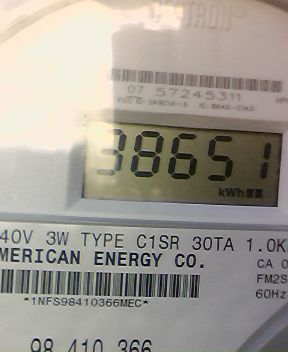 07 57245311
38651
kWh
40V 3W TYPE C1SR 30TA 1.0K
MERICAN ENERGY CO.
CA 0
FM2S
60Hz
*1NFS98410366MEC*
98 410 366